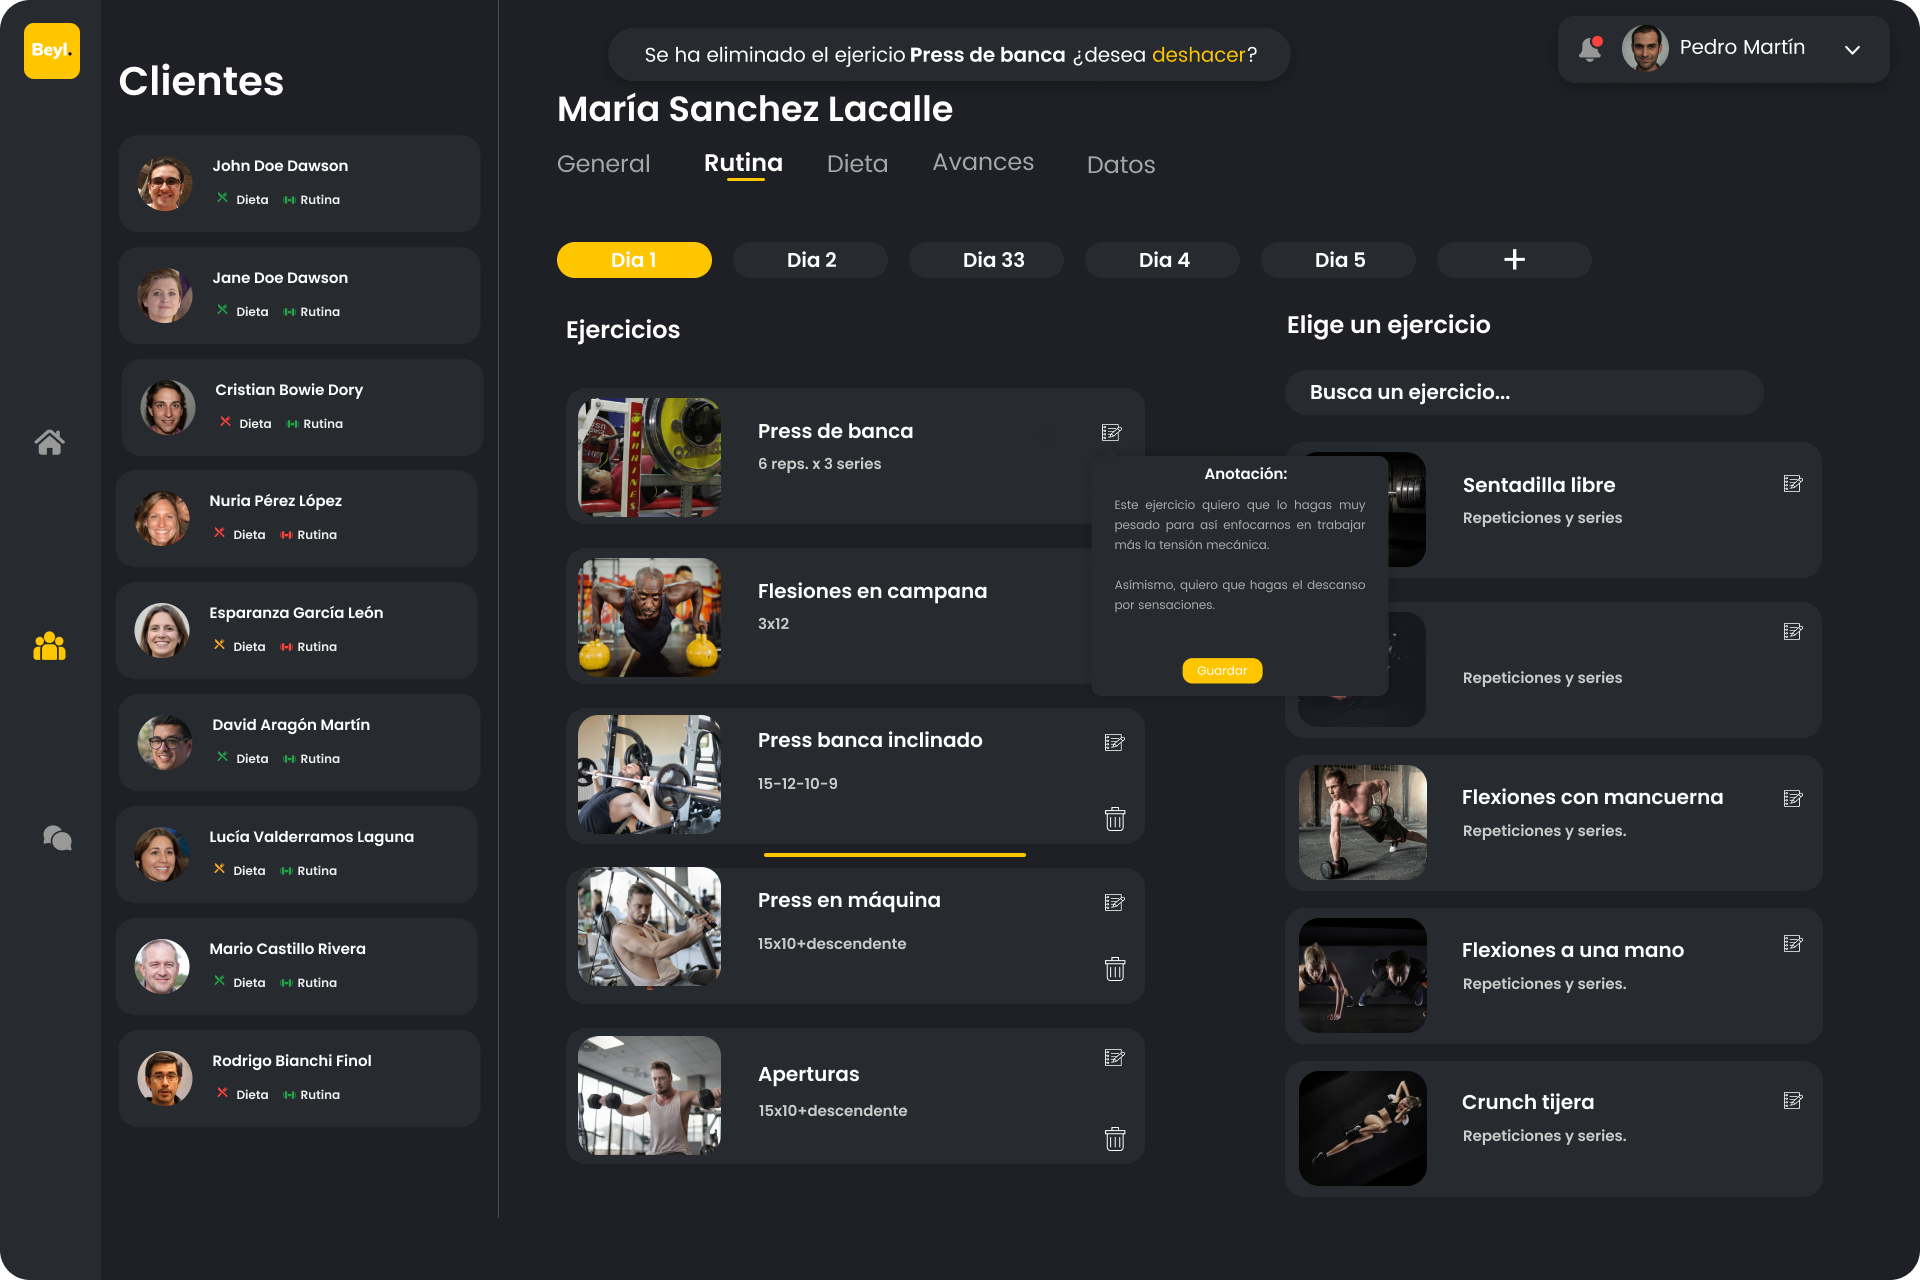 Beyl.
Clientes
John Doe Dawson
Dieta Rutina
Jane Doe Dawson
Dieta Rutina
Cristian Bowie Dory
Dieta Rutina
Nuria Pérez López
Dieta Rutina
Esperanza García León
Dieta Rutina
David Aragón Martín
Dieta Rutina
Lucía Valderramos Laguna
Dieta Rutina
Mario Castillo Rivera
Dieta Rutina
Rodrigo Bianchi Finol
Dieta Rutina
Se ha eliminado el ejericio Press de banca ¿desea deshacer?
Pedro Martín
María Sanchez Lacalle
General Rutina Dieta Avances Datos
Dia 1 Dia 2 Dia 33 Dia 4 Dia 5 +
Ejercicios
Press de banca
6 reps. x 3 series
MARINES
Flesiones en campana
3x12
Press banca inclinado
15-12-10-9
Press en máquina
15x10+descendente
Aperturas
15x10+descendente
Anotación:
Este ejercicio quiero que lo hagas muy
pesado para así enfocarnos en trabajar
más la tensión mecánica.
Asímismo, quiero que hagas el descanso
por sensaciones.
Guardar
Elige un ejercicio
Busca un ejercicio...
Sentadilla libre
Repeticiones y series
Repeticiones y series
Flexiones con mancuerna
Repeticiones y series.
Flexiones a una mano
Repeticiones y series.
Crunch tijera
Repeticiones y series.